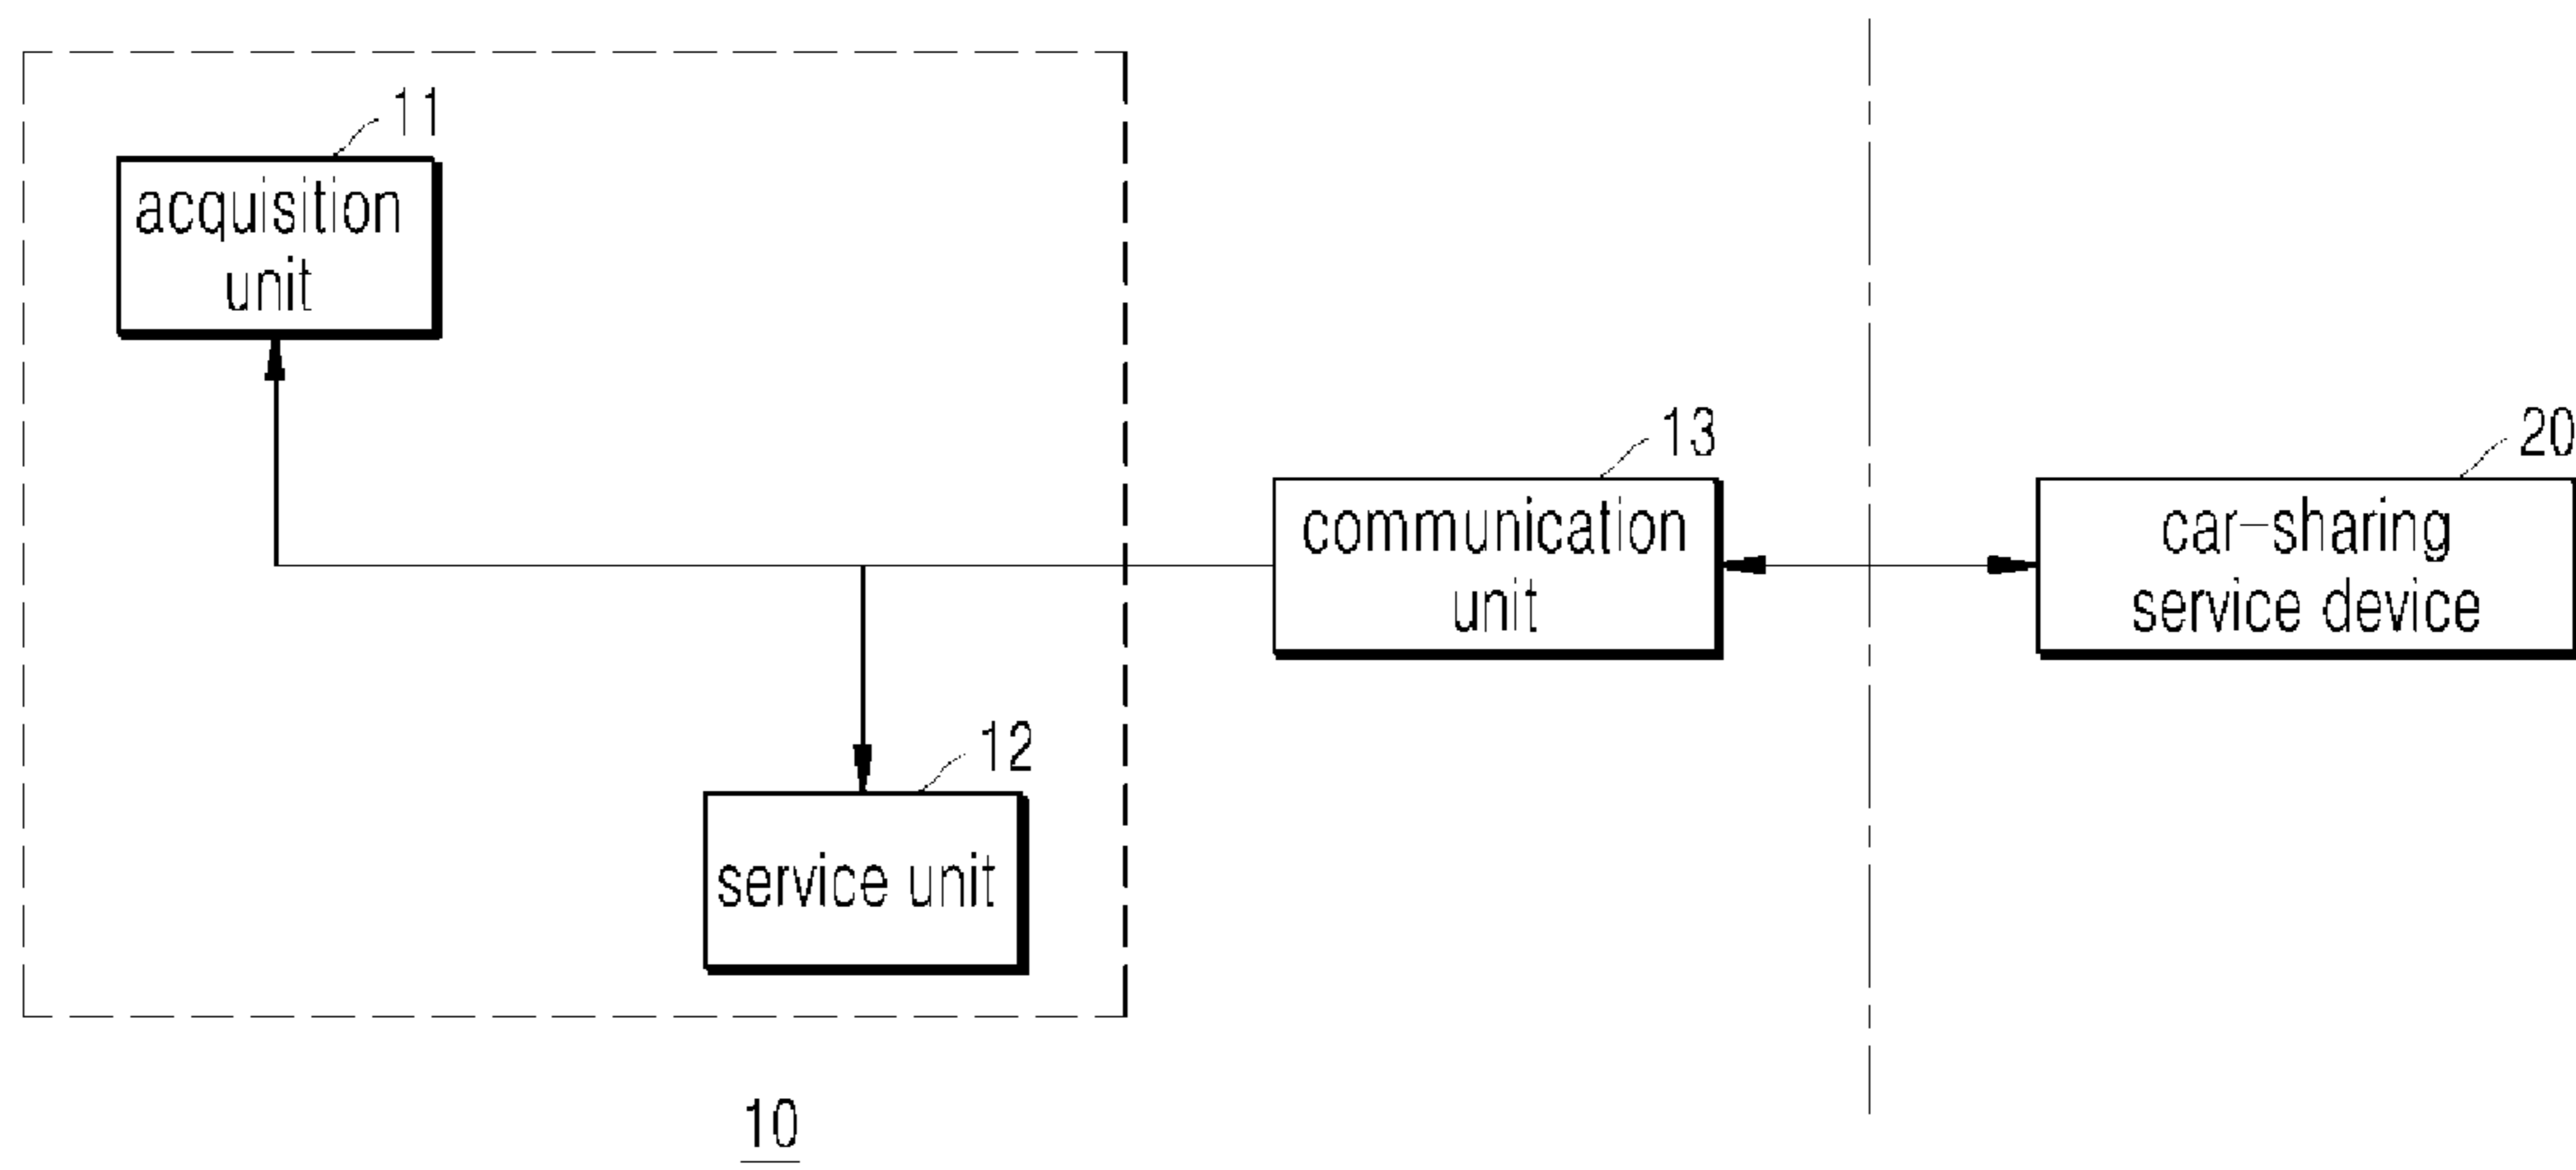 11
acquisition
unit
13
communication
unit
20
car-sharing
service device
12
service unit
10